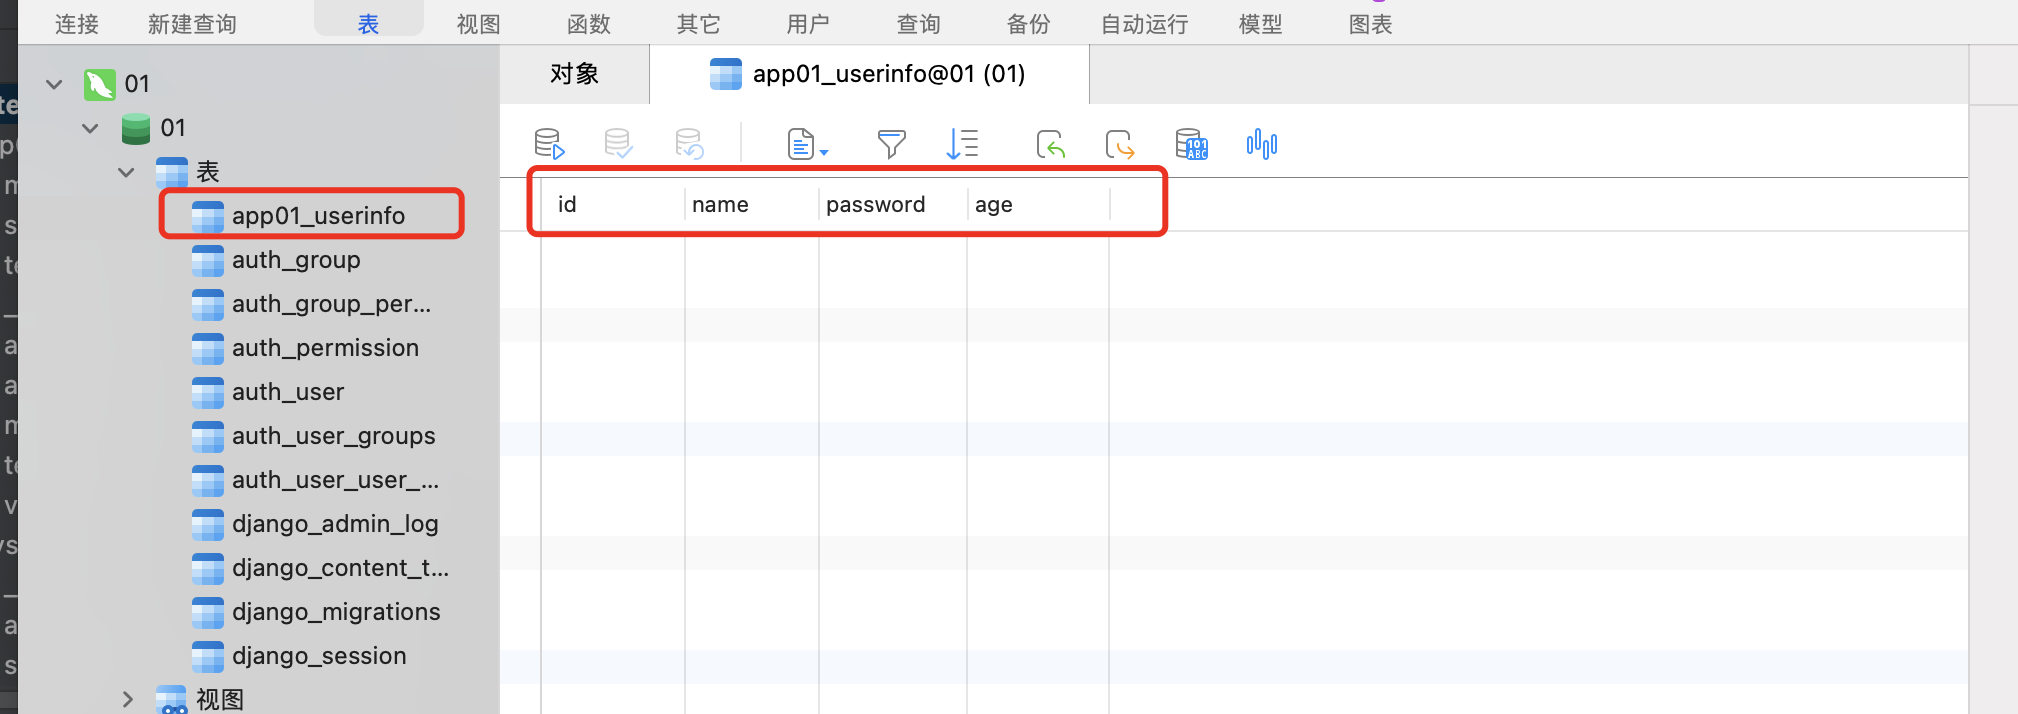 连接 新建查询 表 视图 函数 其它 用户 查询 备份 自动运行 模型 图表
对象 app01_userinfo@01 (01)
01
01
表
app01_userinfo
auth_group
auth_group_per...
auth_permission
auth_user
auth_user_groups
auth_user_user_...
django_admin_log
django_content_t...
django_migrations
django_session
视图
id name password age